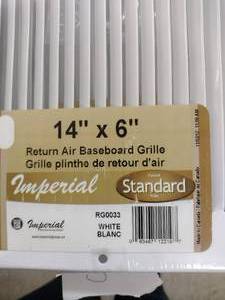 14" x 6"
Return Air Baseboard Grille
Grille plinthe de retour d'air
Imperial
Standard
RG0033
WHITE
BLANC
Imperial